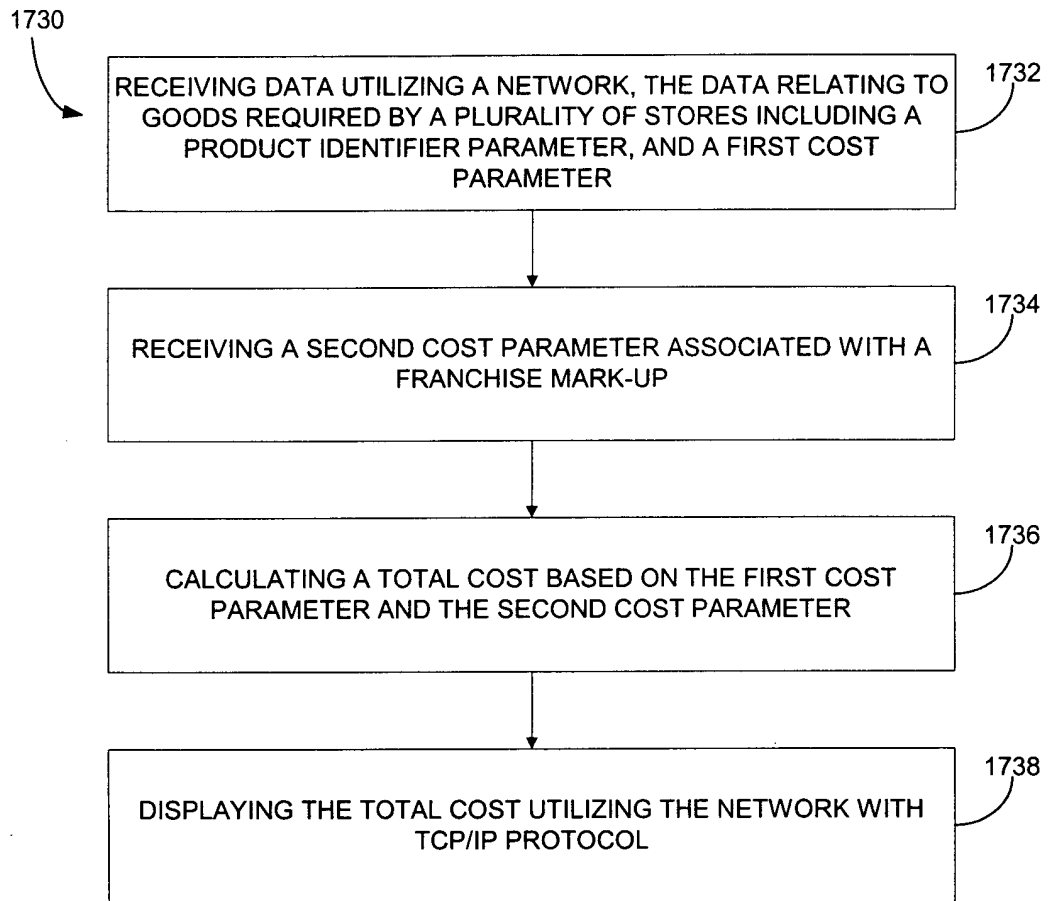 1730
RECEIVING DATA UTILIZING A NETWORK, THE DATA RELATING TO
GOODS REQUIRED BY A PLURALITY OF STORES INCLUDING A
PRODUCT IDENTIFIER PARAMETER, AND A FIRST COST
PARAMETER
1732
RECEIVING A SECOND COST PARAMETER ASSOCIATED WITH A
FRANCHISE MARK-UP
1734
CALCULATING A TOTAL COST BASED ON THE FIRST COST
PARAMETER AND THE SECOND COST PARAMETER
1736
DISPLAYING THE TOTAL COST UTILIZING THE NETWORK WITH
TCP/IP PROTOCOL
1738